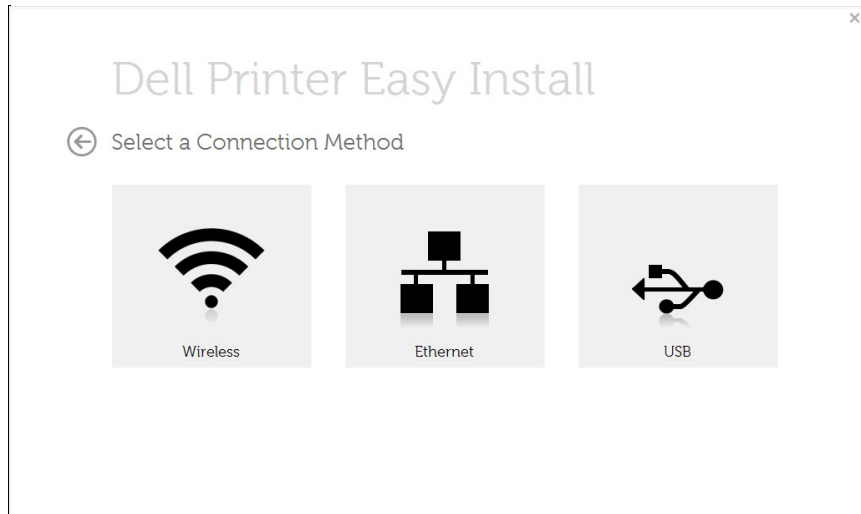 Dell Printer Easy Install
Select a Connection Method
Wireless
Ethernet
USB